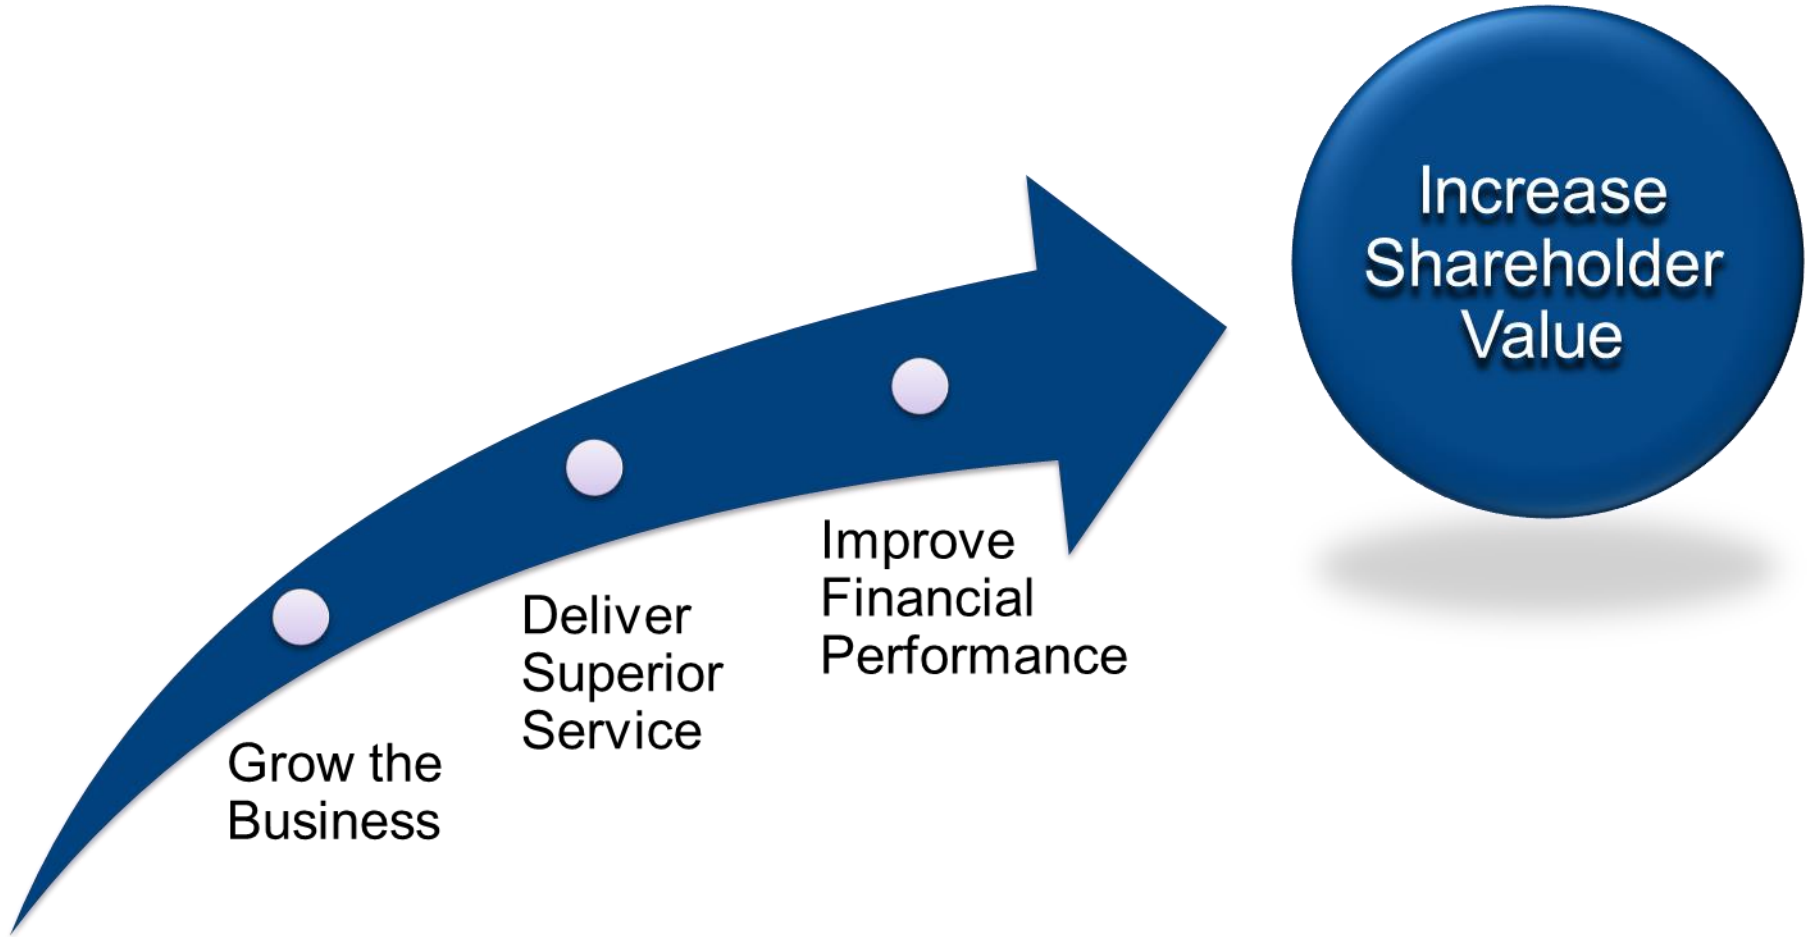 Increase
Shareholder
Value
Improve
Financial
Performance
Deliver
Superior
Service
Grow the
Business